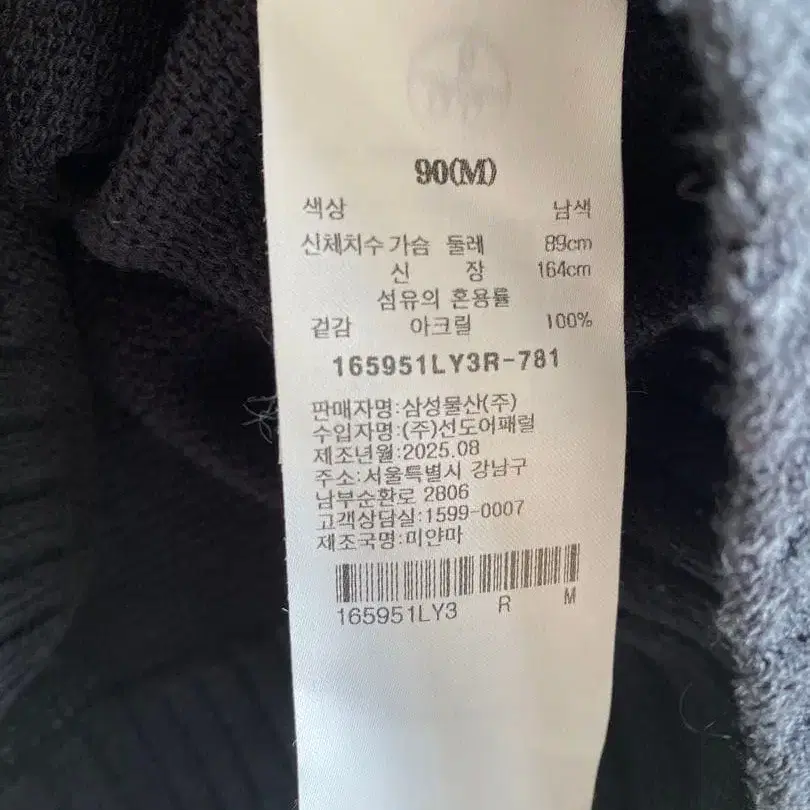 90(M)
색상 남색
신체치수 가슴 둘레 89cm
신 장 164cm
섬유의 혼용률
겉감 아크릴 100%
165951LY3R-781
판매자명:삼성물산(주)
수입자명:(주)선도어패럴
제조년월:2025.08
주소:서울특별시 강남구
남부순환로 2806
고객상담실:1599-0007
제조국명:미얀마
165951LY3 R M